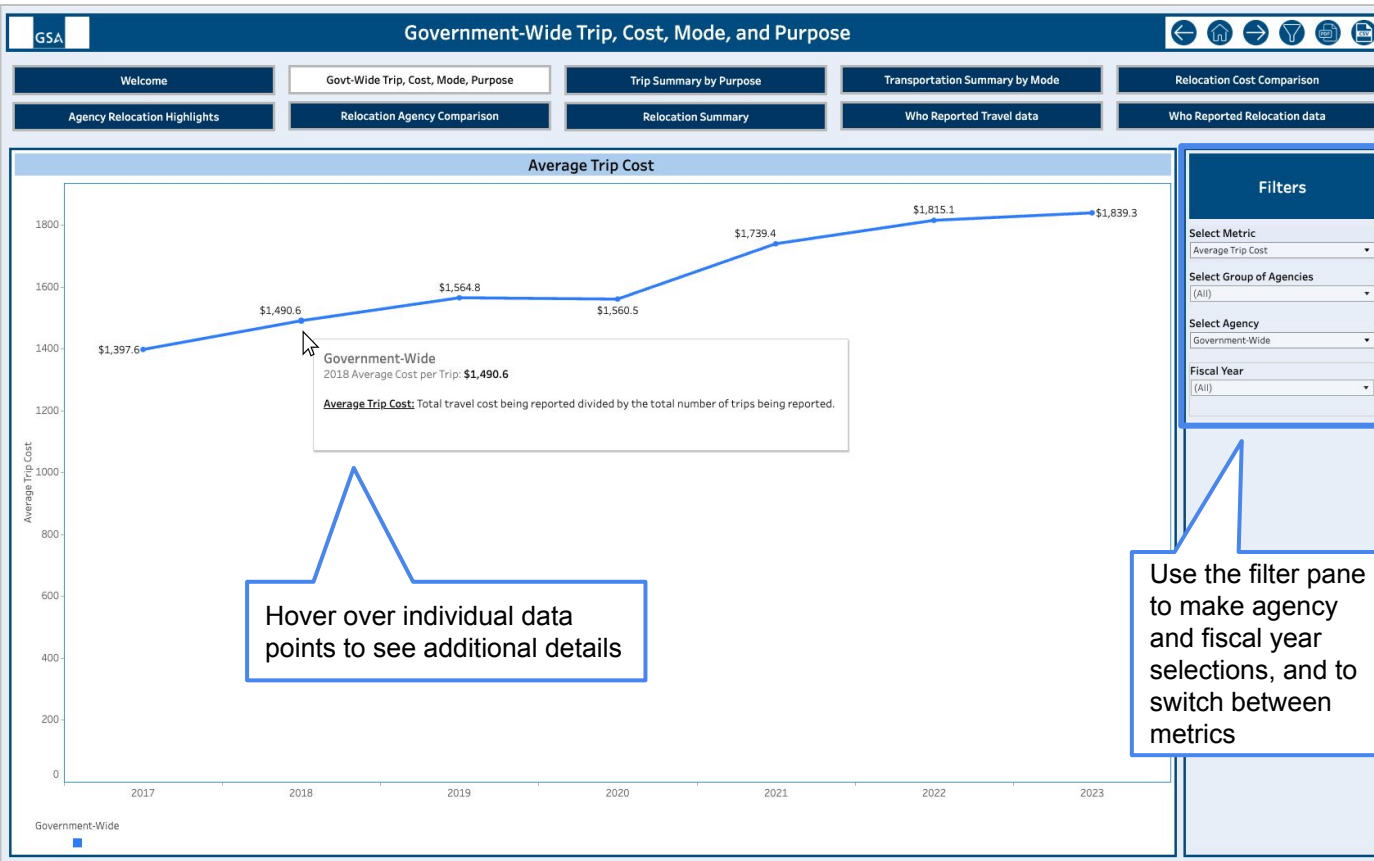 GSA
Government-Wide Trip, Cost, Mode, and Purpose
PDF
CSV
Welcome
Govt-Wide Trip, Cost, Mode, Purpose
Trip Summary by Purpose
Transportation Summary by Mode
Relocation Cost Comparison
Agency Relocation Highlights
Relocation Agency Comparison
Relocation Summary
Who Reported Travel data
Who Reported Relocation data
Average Trip Cost
Average Trip Cost
1800
1600
1400
1200
1000
800
600
400
200
0
$1,397.6
$1,490.6
$1,564.8
$1,560.5
$1,739.4
$1,815.1
$1,839.3
Government-Wide
2018 Average Cost per Trip: $1,490.6
Average Trip Cost: Total travel cost being reported divided by the total number of trips being reported.
Hover over individual data
points to see additional details
2017
2018
2019
2020
2021
2022
2023
Government-Wide
Filters
Select Metric
Average Trip Cost
Select Group of Agencies
(All)
Select Agency
Government-Wide
Fiscal Year
(All)
Use the filter pane
to make agency
and fiscal year
selections, and to
switch between
metrics